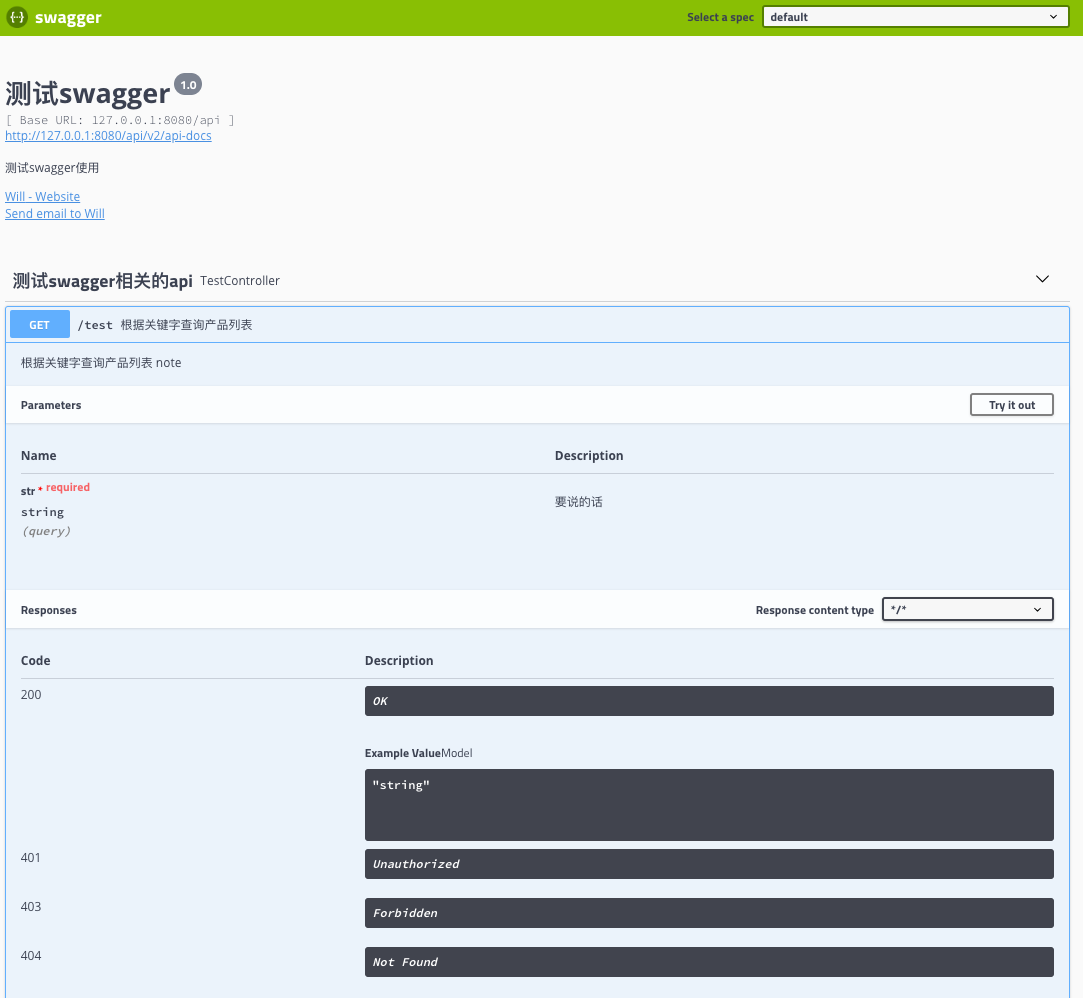 swagger
Select a spec default
测试swagger 1.0
[ Base URL: 127.0.0.1:8080/api ]
http://127.0.0.1:8080/api/v2/api-docs
测试swagger使用
Will - Website
Send email to Will
测试swagger相关的api TestController
GET /test 根据关键字查询产品列表
根据关键字查询产品列表 note
Parameters Try it out
Name Description
str * required
string
(query)
要说的话
Responses Response content type */*
Code Description
200 OK
Example Value Model
"string"
401 Unauthorized
403 Forbidden
404 Not Found